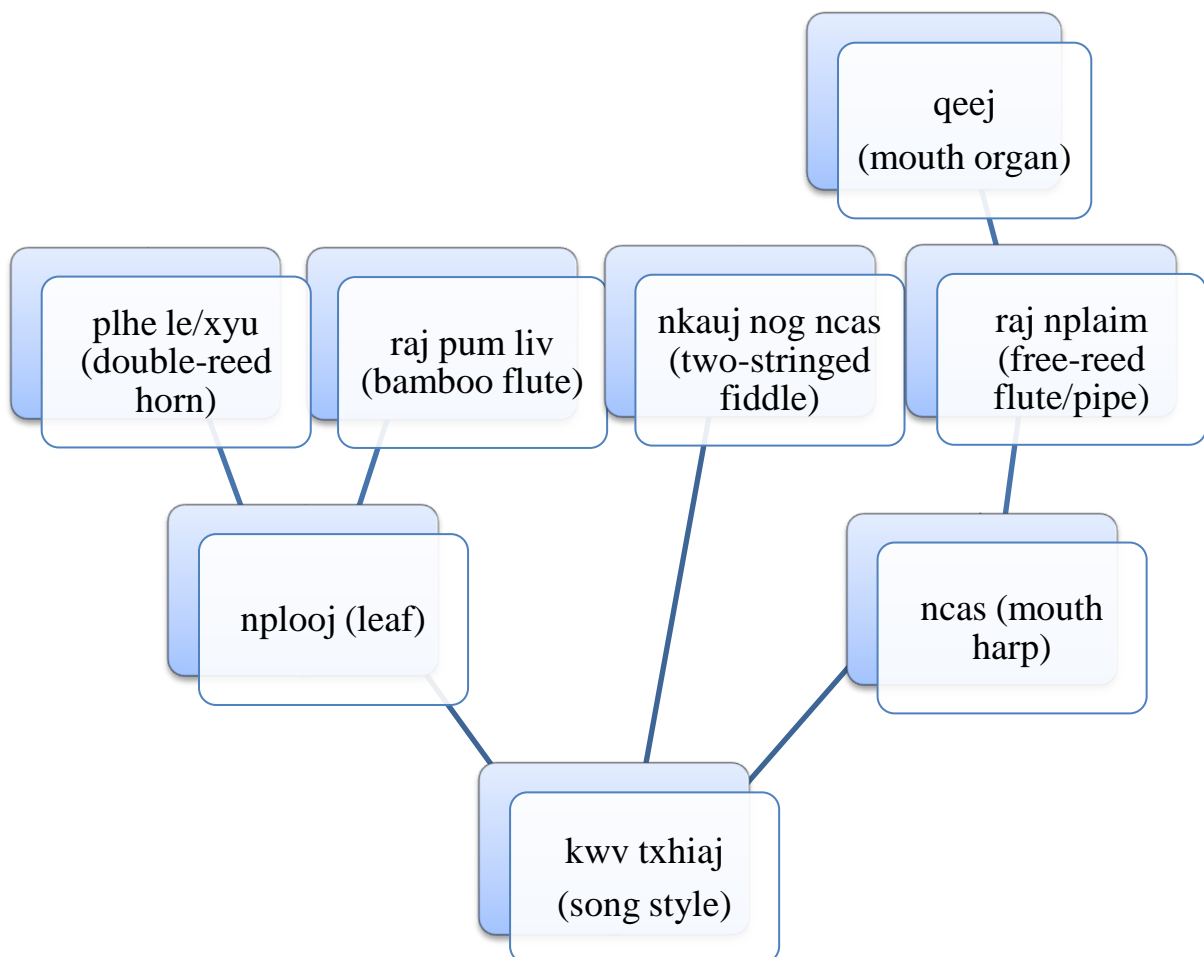 qeej
(mouth organ)
plhe le/xyu
(double-reed
horn)
raj pum liv
(bamboo flute)
nkauj nog ncas
(two-stringed
fiddle)
raj nplaim
(free-reed
flute/pipe)
nplooj (leaf)
ncas (mouth
harp)
kwv txhiaj
(song style)